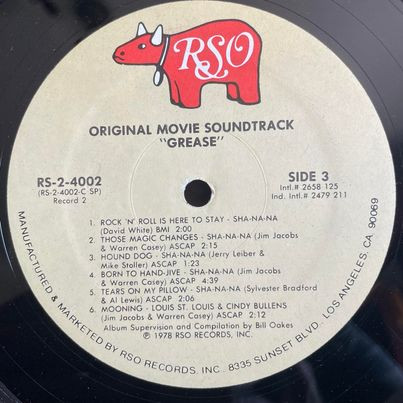 RSO
ORIGINAL MOVIE SOUNDTRACK
"GREASE"
RS-2-4002
(RS-2-4002-C SP)
Record 2
SIDE 3
Intl.# 2658 125
Ind. Intl.# 2479 211
1. ROCK 'N' ROLL IS HERE TO STAY - SHA-NA-NA
(David White) BMI 2:00
2. THOSE MAGIC CHANGES - SHA-NA-NA (Jim Jacobs
& Warren Casey) ASCAP 2:15
3. HOUND DOG - SHA-NA-NA (Jerry Leiber &
Mike Stoller) ASCAP 1:23
4. BORN TO HAND-JIVE - SHA-NA-NA (Jim Jacobs
& Warren Casey) ASCAP 4:39
5. TEARS ON MY PILLOW - SHA-NA-NA (Sylvester Bradford
& Al Lewis) ASCAP 2:06
6. MOONING - LOUIS ST. LOUIS & CINDY BULLENS
(Jim Jacobs & Warren Casey) ASCAP 2:12
Album Supervision and Compilation by Bill Oakes
℗ 1978 RSO RECORDS, INC.
MANUFACTURED & MARKETED BY RSO RECORDS, INC. 8335 SUNSET BLVD. LOS ANGELES, CA. 90069